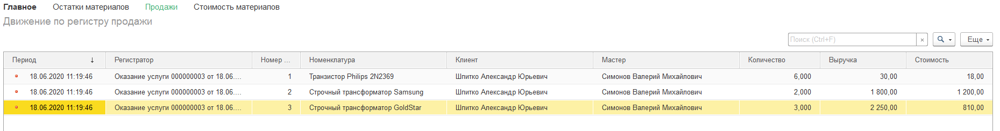 Главное Остатки материалов Продажи Стоимость материалов
Движение по регистру продажи
Поиск (Ctrl+F) × Еще
Период ↓ Регистратор Номер ... Номенклатура Клиент Мастер Количество Выручка Стоимость
18.06.2020 11:19:46 Оказание услуги 000000003 от 18.06.... 1 Транзистор Philips 2N2369 Шпитко Александр Юрьевич Симонов Валерий Михайлович 6,000 30,00 18,00
18.06.2020 11:19:46 Оказание услуги 000000003 от 18.06.... 2 Строчный трансформатор Samsung Шпитко Александр Юрьевич Симонов Валерий Михайлович 2,000 1 800,00 1 200,00
18.06.2020 11:19:46 Оказание услуги 000000003 от 18.06.... 3 Строчный трансформатор GoldStar Шпитко Александр Юрьевич Симонов Валерий Михайлович 3,000 2 250,00 810,00